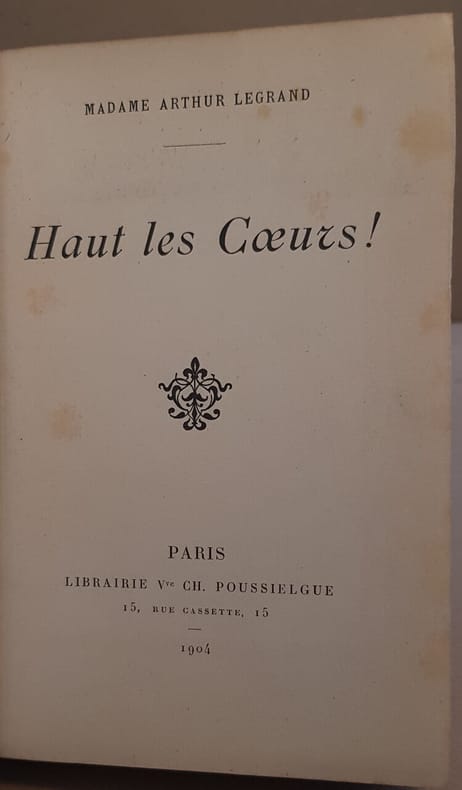 MADAME ARTHUR LEGRAND
Haut les Cœurs!
PARIS
LIBRAIRIE Vve CH. POUSSIELGUE
15, RUE CASSETTE, 15
1904